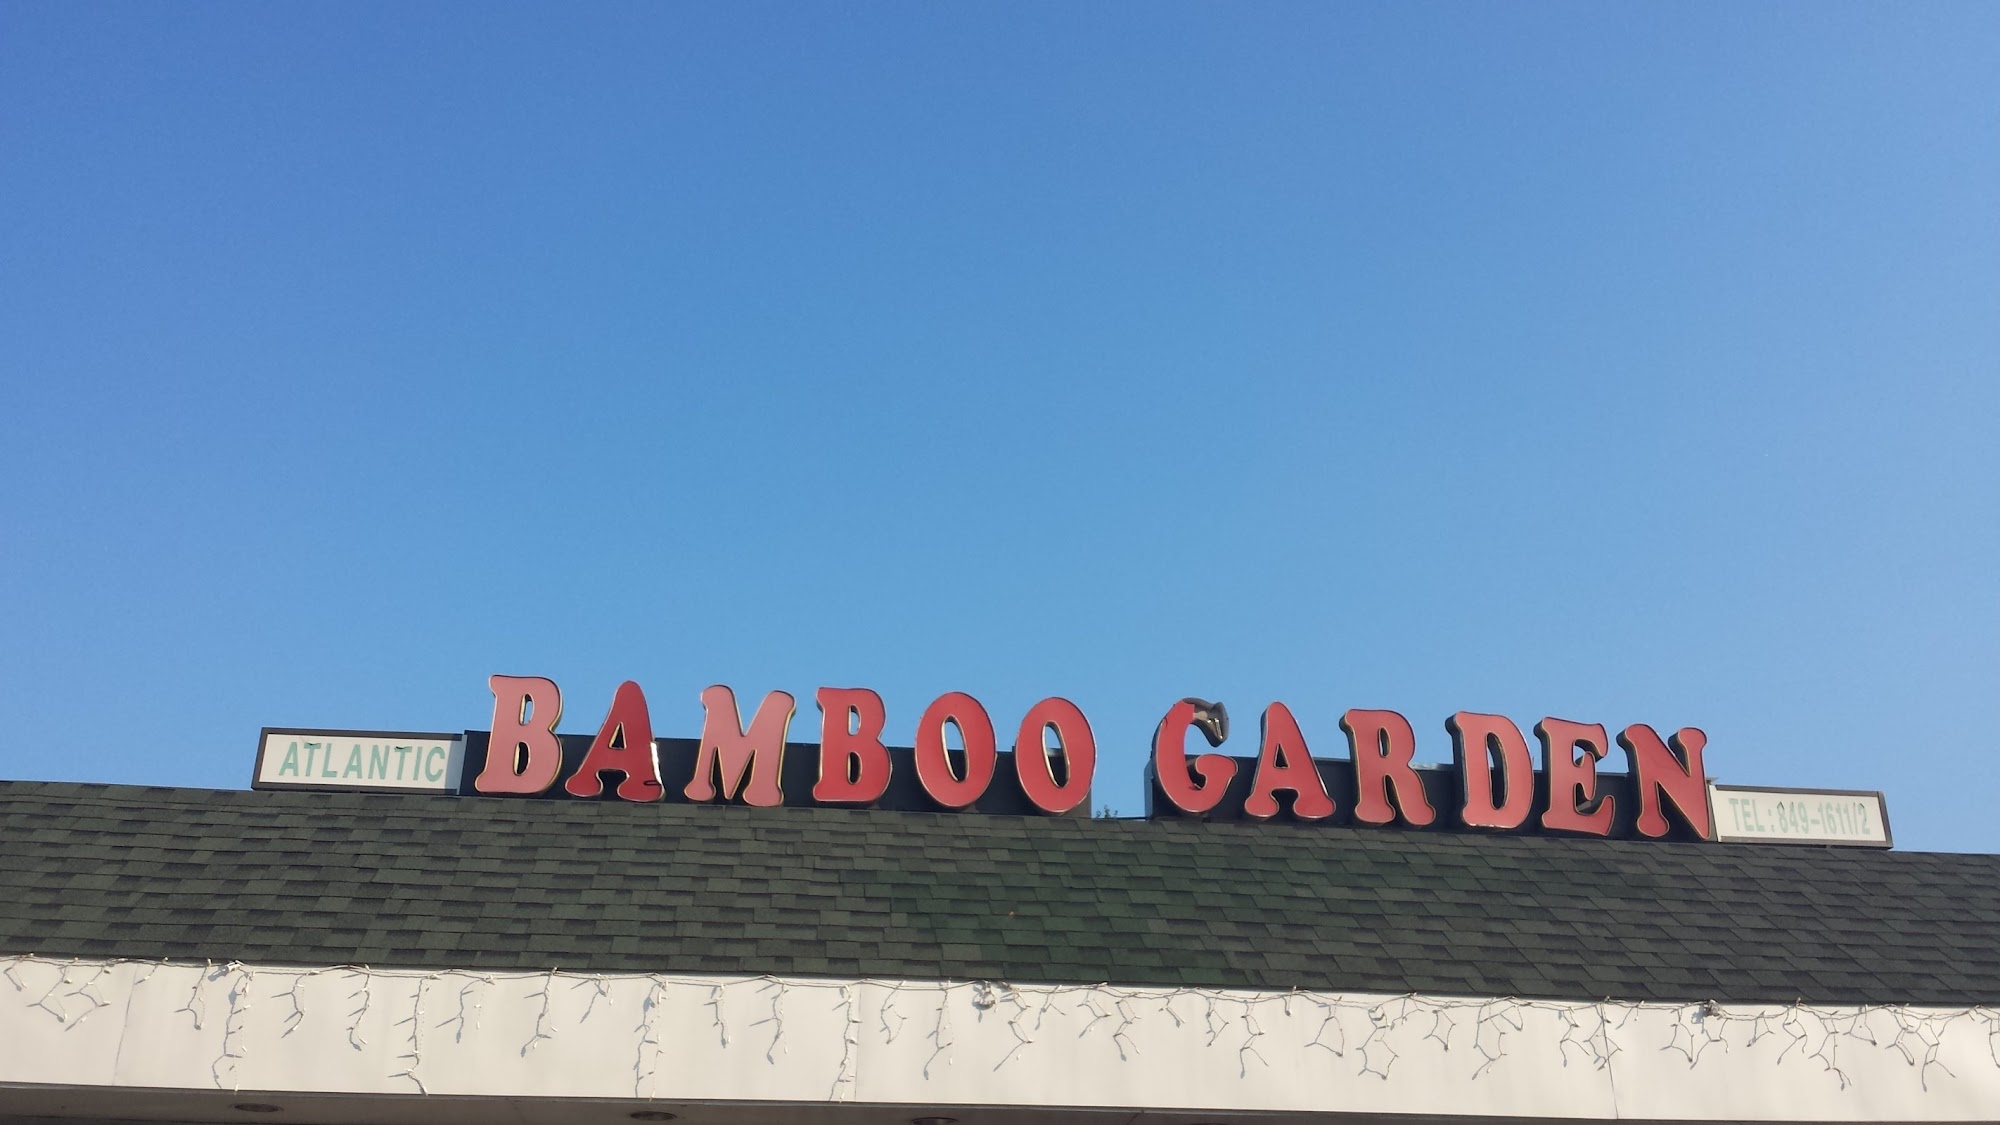 ATLANTIC BAMBOO GARDEN TEL: 849-1611/2